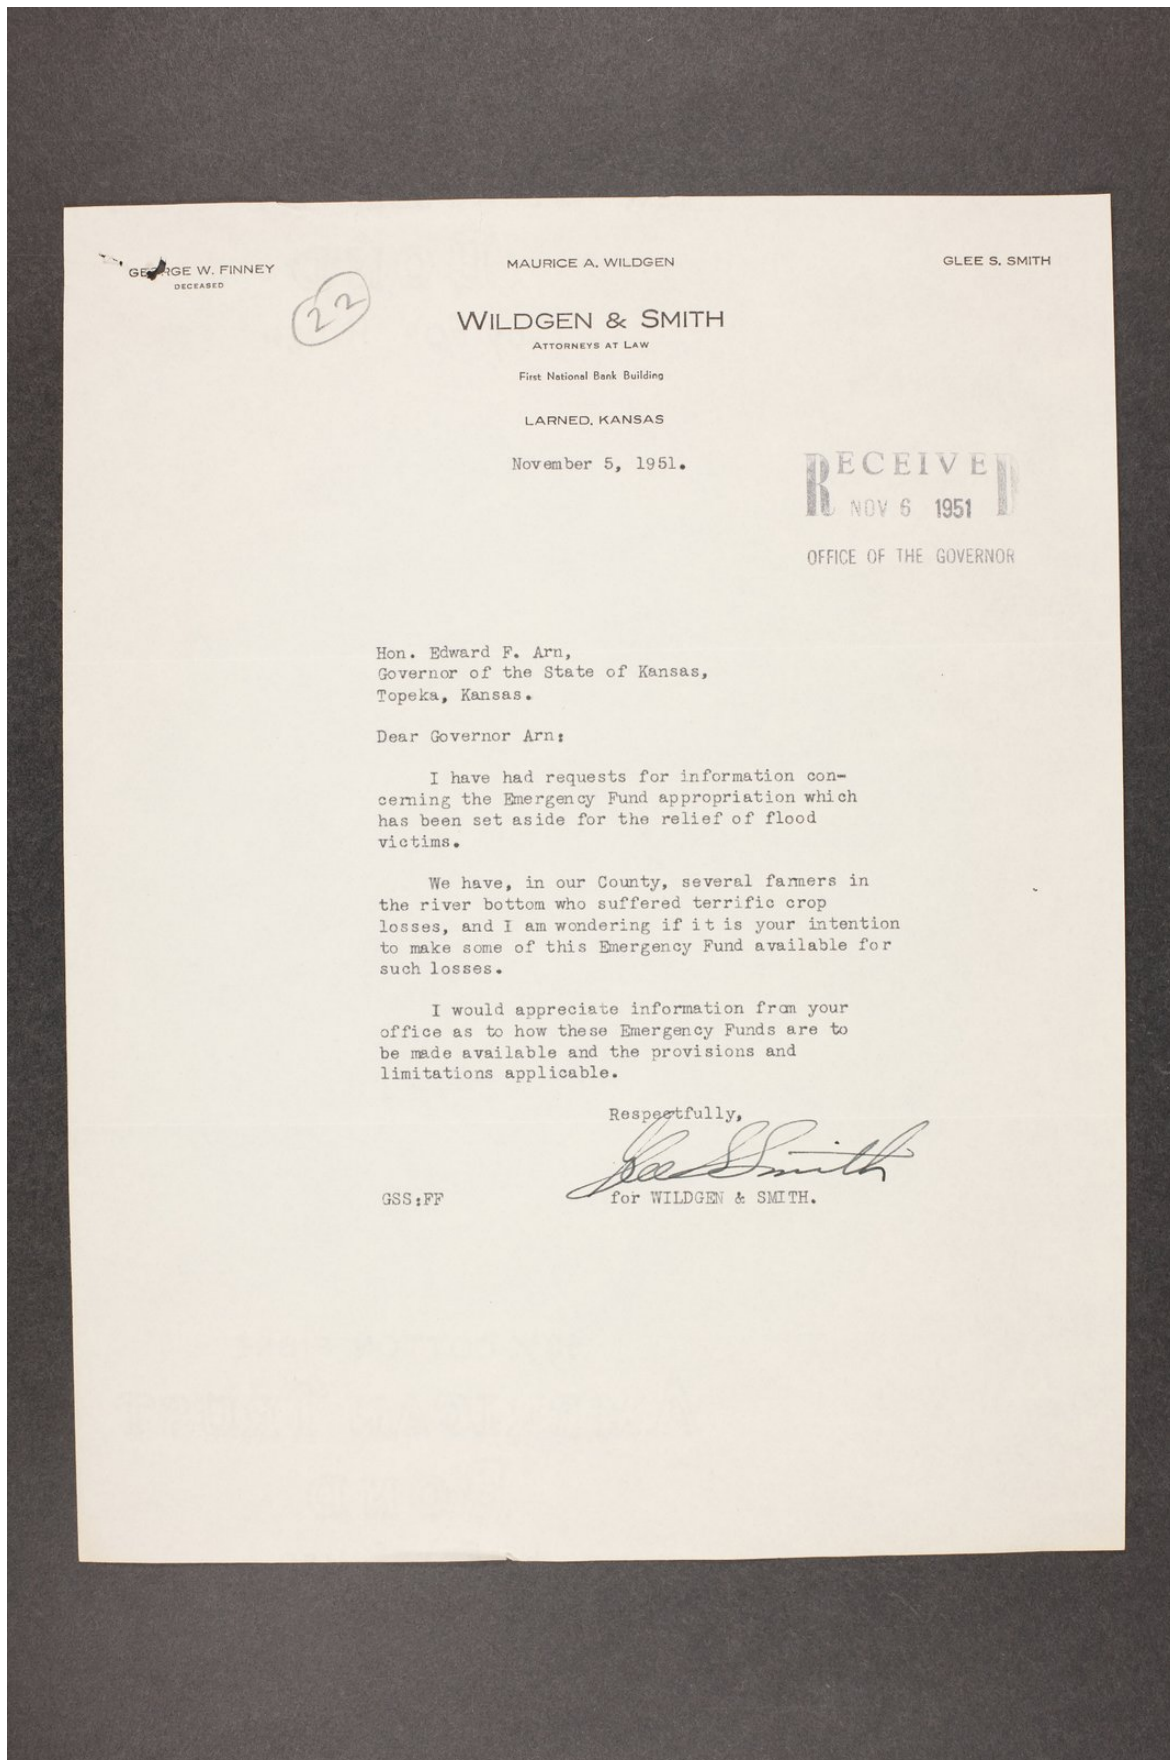 GEORGE W. FINNEY
DECEASED
MAURICE A. WILDGEN
GLEE S. SMITH
22
WILDGEN & SMITH
ATTORNEYS AT LAW
First National Bank Building
LARNED, KANSAS
November 5, 1951.
RECEIVED
NOV 6 1951
OFFICE OF THE GOVERNOR
Hon. Edward F. Arn,
Governor of the State of Kansas,
Topeka, Kansas.
Dear Governor Arn:
I have had requests for information con-
cerning the Emergency Fund appropriation which
has been set aside for the relief of flood
victims.
We have, in our County, several farmers in
the river bottom who suffered terrific crop
losses, and I am wondering if it is your intention
to make some of this Emergency Fund available for
such losses.
I would appreciate information from your
office as to how these Emergency Funds are to
be made available and the provisions and
limitations applicable.
Respectfully,
Glee S Smith
GSS:FF for WILDGEN & SMITH.